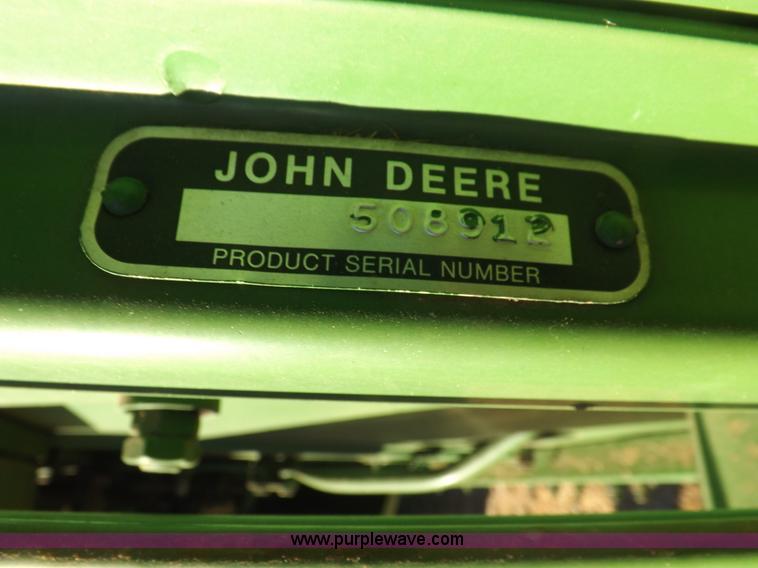 JOHN DEERE
508912
PRODUCT SERIAL NUMBER
www.purplewave.com